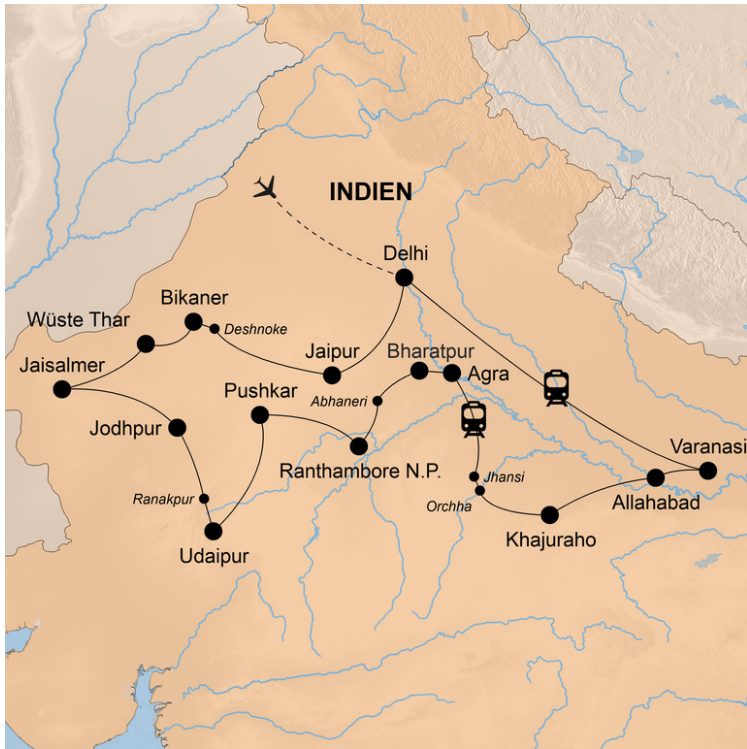 INDIEN
Delhi
Bikaner
Wüste Thar
Deshnoke
Jaipur
Bharatpur
Jaisalmer
Agra
Pushkar
Abhaneri
Jodhpur
Varanasi
Ranthambore N.P.
Jhansi
Ranakpur
Orchha
Allahabad
Udaipur
Khajuraho